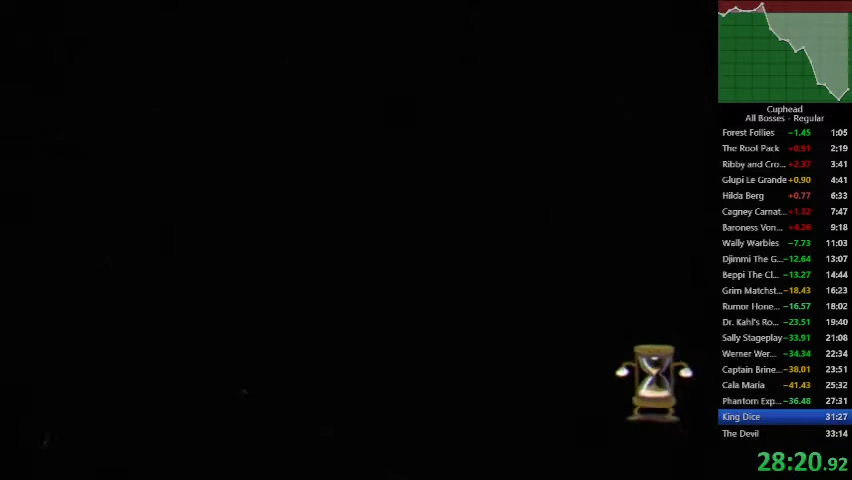 Cuphead
All Bosses - Regular
Forest Follies −1.45 1:05
The Root Pack +0.91 2:19
Ribby and Cro... +2.37 3:41
Glupi Le Grande +0.90 4:41
Hilda Berg +0.77 6:33
Cagney Carnat... +1.32 7:47
Baroness Von... +4.26 9:18
Wally Warbles −7.73 11:03
Djimmi The G... −12.64 13:07
Beppi The Cl... −13.27 14:44
Grim Matchst... −18.43 16:23
Rumor Hone... −16.57 18:02
Dr. Kahl's Ro... −23.51 19:40
Sally Stageplay −33.91 21:08
Werner Wer... −34.34 22:34
Captain Brine... −38.01 23:51
Cala Maria −41.43 25:32
Phantom Exp... −36.48 27:31
King Dice 31:27
The Devil 33:14
28:20.92